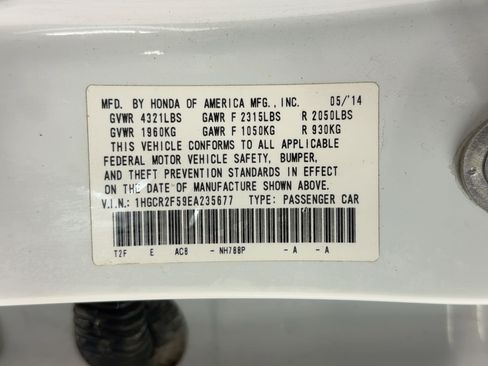 MFD. BY HONDA OF AMERICA MFG., INC. 05/'14
GVWR 4321LBS GAWR F 2315LBS R 2050LBS
GVWR 1960KG GAWR F 1050KG R 930KG
THIS VEHICLE CONFORMS TO ALL APPLICABLE
FEDERAL MOTOR VEHICLE SAFETY, BUMPER,
AND THEFT PREVENTION STANDARDS IN EFFECT
ON THE DATE OF MANUFACTURE SHOWN ABOVE.
V.I.N.: 1HGCR2F59EA235677 TYPE: PASSENGER CAR
T2F E AC8 - NH788P - A - A